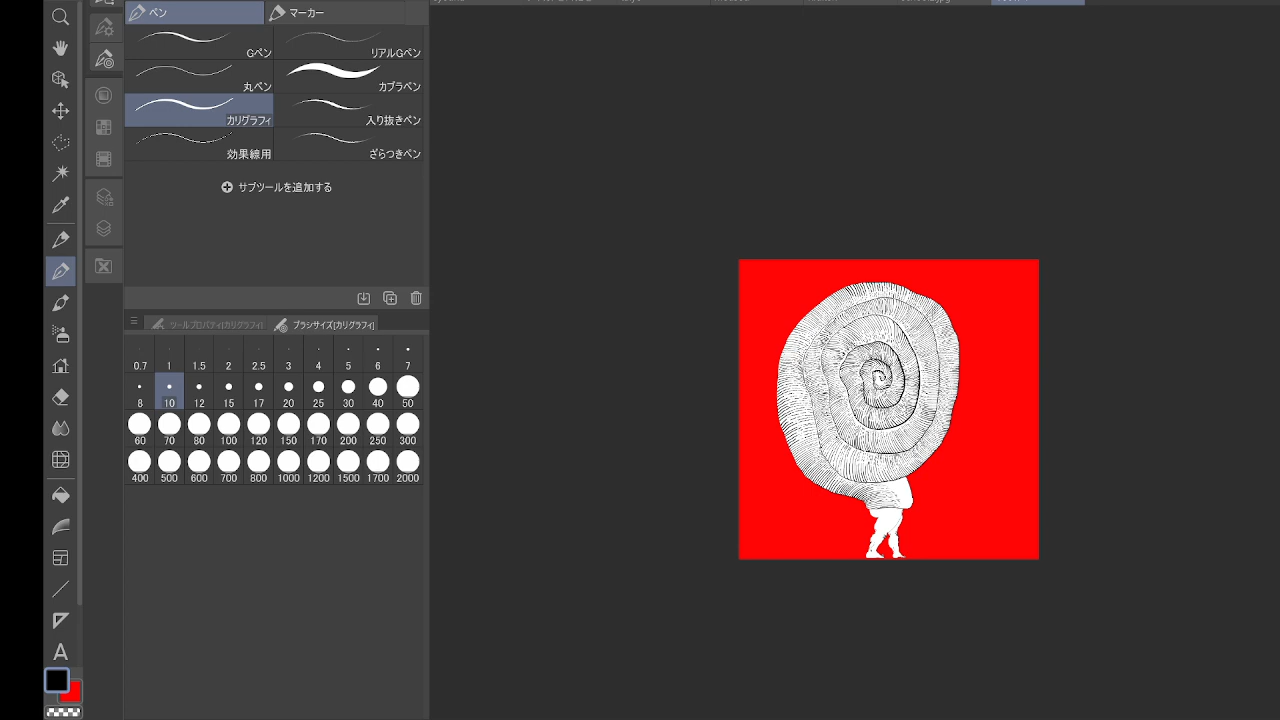 ペン マーカー
Gペン リアルGペン
丸ペン カブラペン
カリグラフィ 入り抜きペン
効果線用 ざらつきペン
サブツールを追加する
ツールプロパティ[カリグラフィ] ブラシサイズ[カリグラフィ]
0.7 1 1.5 2 2.5 3 4 5 6 7
8 10 12 15 17 20 25 30 40 50
60 70 80 100 120 150 170 200 250 300
400 500 600 700 800 1000 1200 1500 1700 2000
A